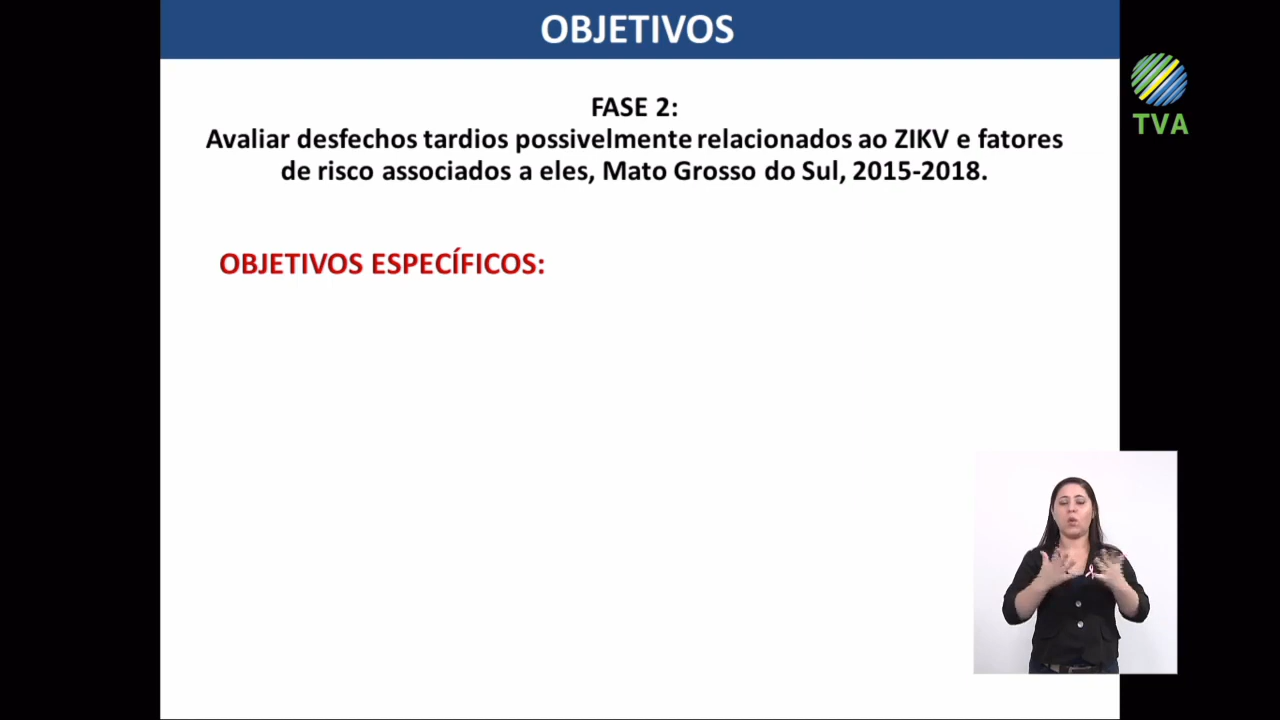 OBJETIVOS
FASE 2:
Avaliar desfechos tardios possivelmente relacionados ao ZIKV e fatores
de risco associados a eles, Mato Grosso do Sul, 2015-2018.
OBJETIVOS ESPECÍFICOS:
TVA